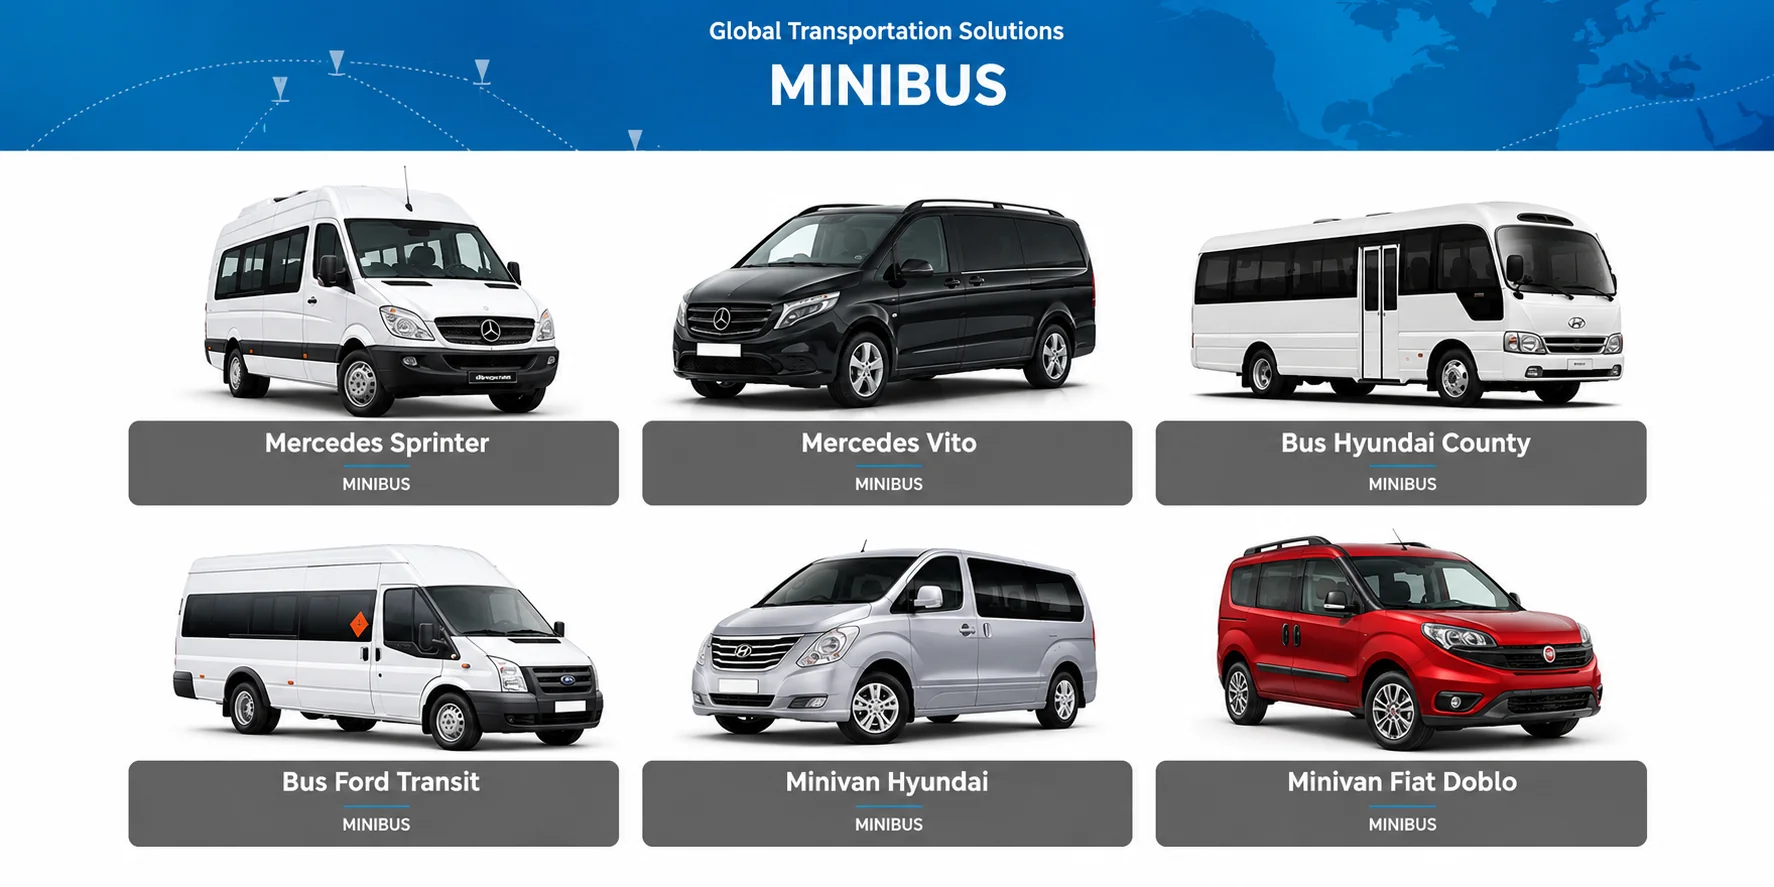 Global Transportation Solutions
MINIBUS
Mercedes Sprinter
MINIBUS
Mercedes Vito
MINIBUS
Bus Hyundai County
MINIBUS
Bus Ford Transit
MINIBUS
Minivan Hyundai
MINIBUS
Minivan Fiat Doblo
MINIBUS